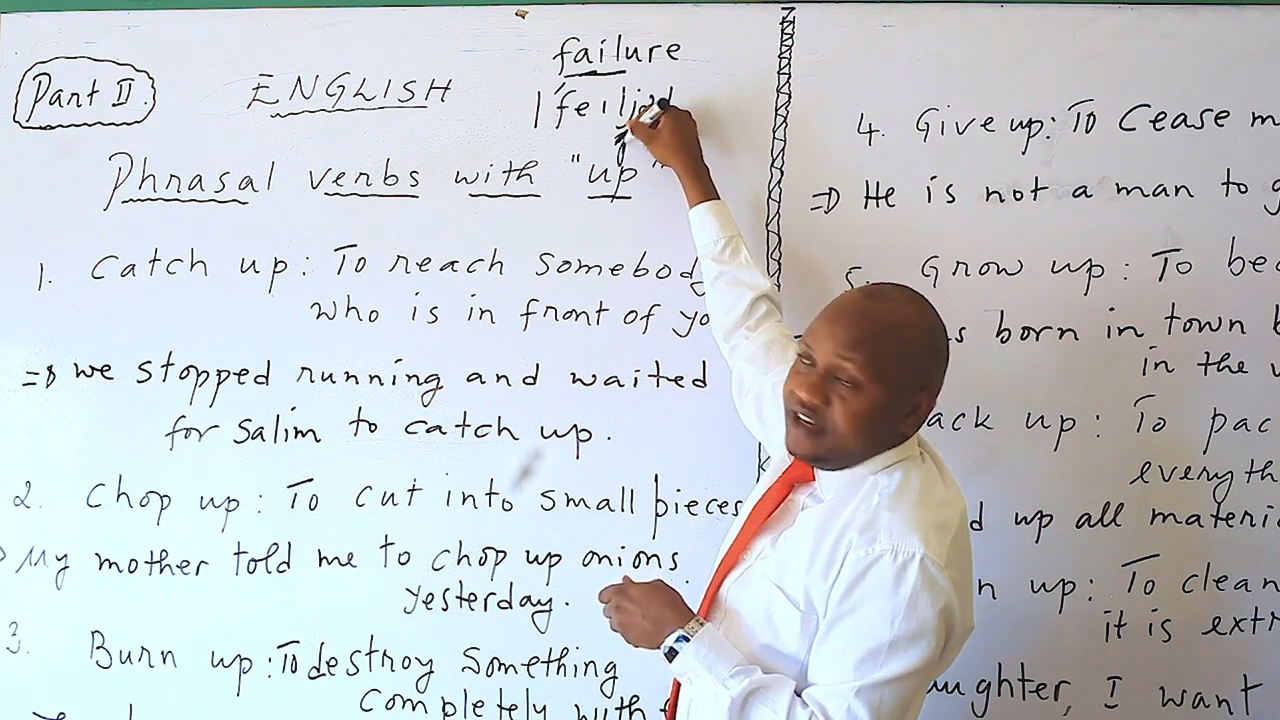 Part II.
ENGLISH
failure
Phrasal verbs with "up"
1. Catch up: To reach Somebody
who is in front of yo
=> we stopped running and waited
for Salim to catch up.
2. Chop up: To cut into Small pieces
My mother told me to chop up onions.
yesterday.
3. Burn up: To destroy Something
Completely with
4. Give up: To Cease m
=> He is not a man to g
5. Grow up: To be
s born in town b
in the v
ack up: To pac
everyth
d up all materi
n up: To clean
it is extr
ughter, I want